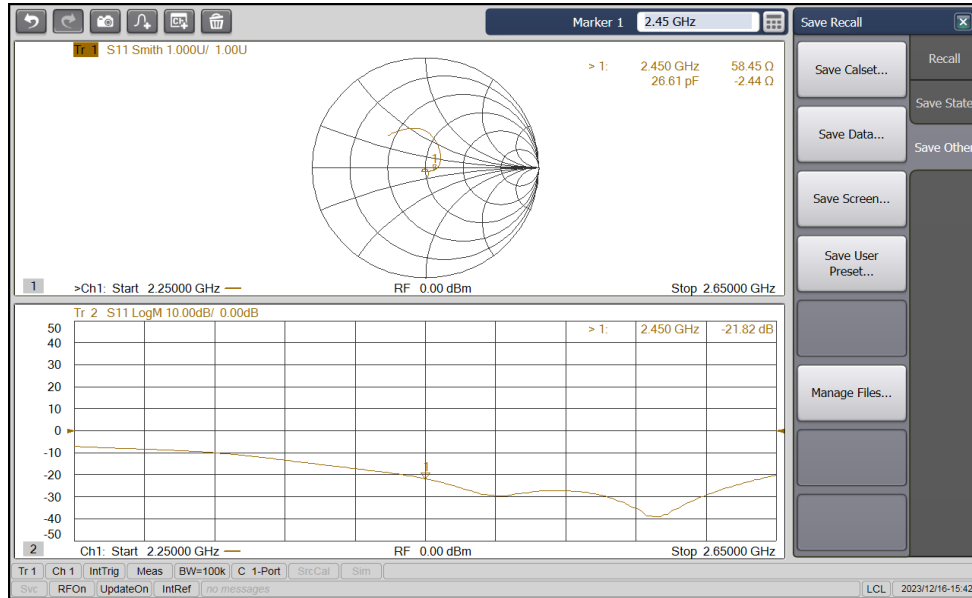 Marker 1 2.45 GHz
Save Recall
Tr 1 S11 Smith 1.000U/ 1.00U
> 1: 2.450 GHz 58.45 Ω
26.61 pF -2.44 Ω
1
1 >Ch1: Start 2.25000 GHz RF 0.00 dBm Stop 2.65000 GHz
Tr 2 S11 LogM 10.00dB/ 0.00dB
> 1: 2.450 GHz -21.82 dB
50
40
30
20
10
0
-10
-20
-30
-40
-50
1
2 Ch1: Start 2.25000 GHz RF 0.00 dBm Stop 2.65000 GHz
Save Calset...
Save Data...
Save Screen...
Save User
Preset...
Manage Files...
Recall
Save State
Save Other
Tr 1 Ch 1 IntTrig Meas BW=100k C 1-Port SrcCal Sim
Svc RFOn UpdateOn IntRef no messages LCL 2023/12/16-15:42